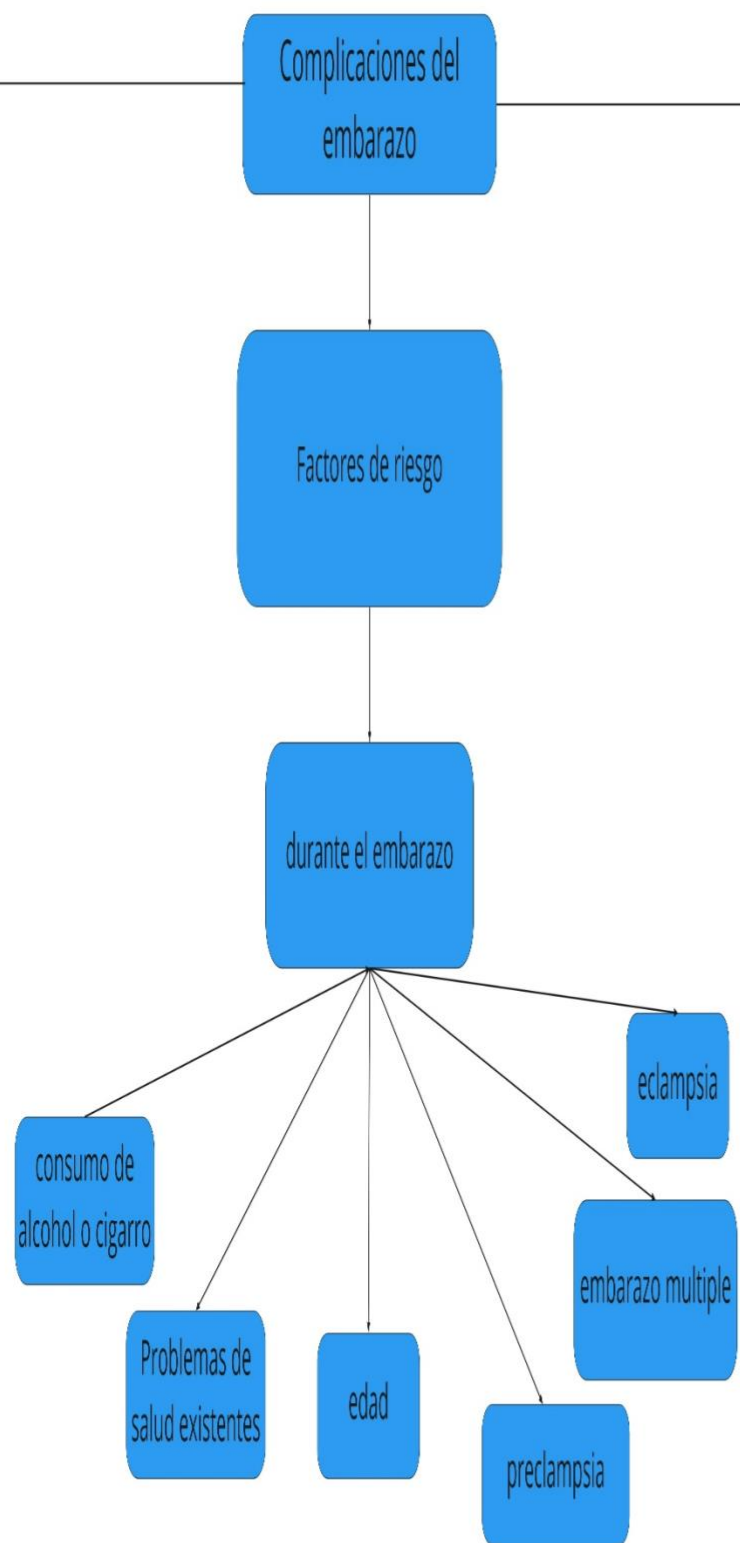 Complicaciones del
embarazo
Factores de riesgo
durante el embarazo
eclampsia
consumo de
alcohol o cigarro
embarazo multiple
Problemas de
salud existentes
edad
preclampsia